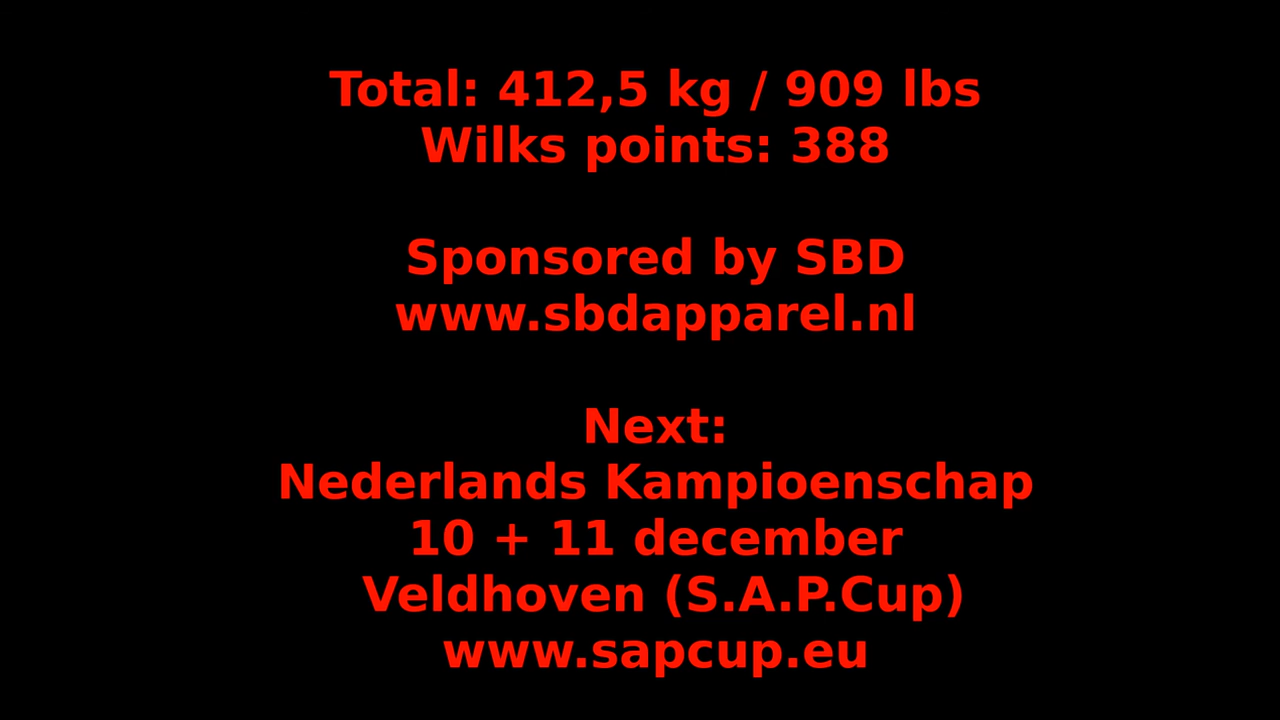 Total: 412,5 kg / 909 lbs
Wilks points: 388
Sponsored by SBD
www.sbdapparel.nl
Next:
Nederlands Kampioenschap
10 + 11 december
Veldhoven (S.A.P.Cup)
www.sapcup.eu